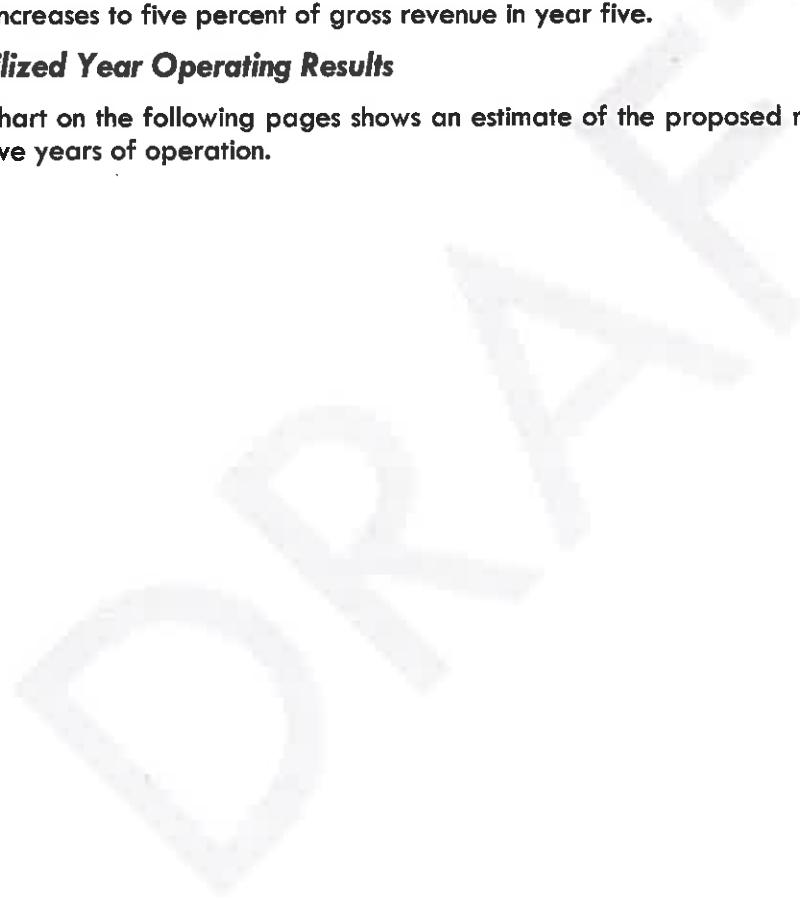 ncreases to five percent of gross revenue in year five.
lized Year Operating Results
hart on the following pages shows an estimate of the proposed r
ve years of operation.
DRAF